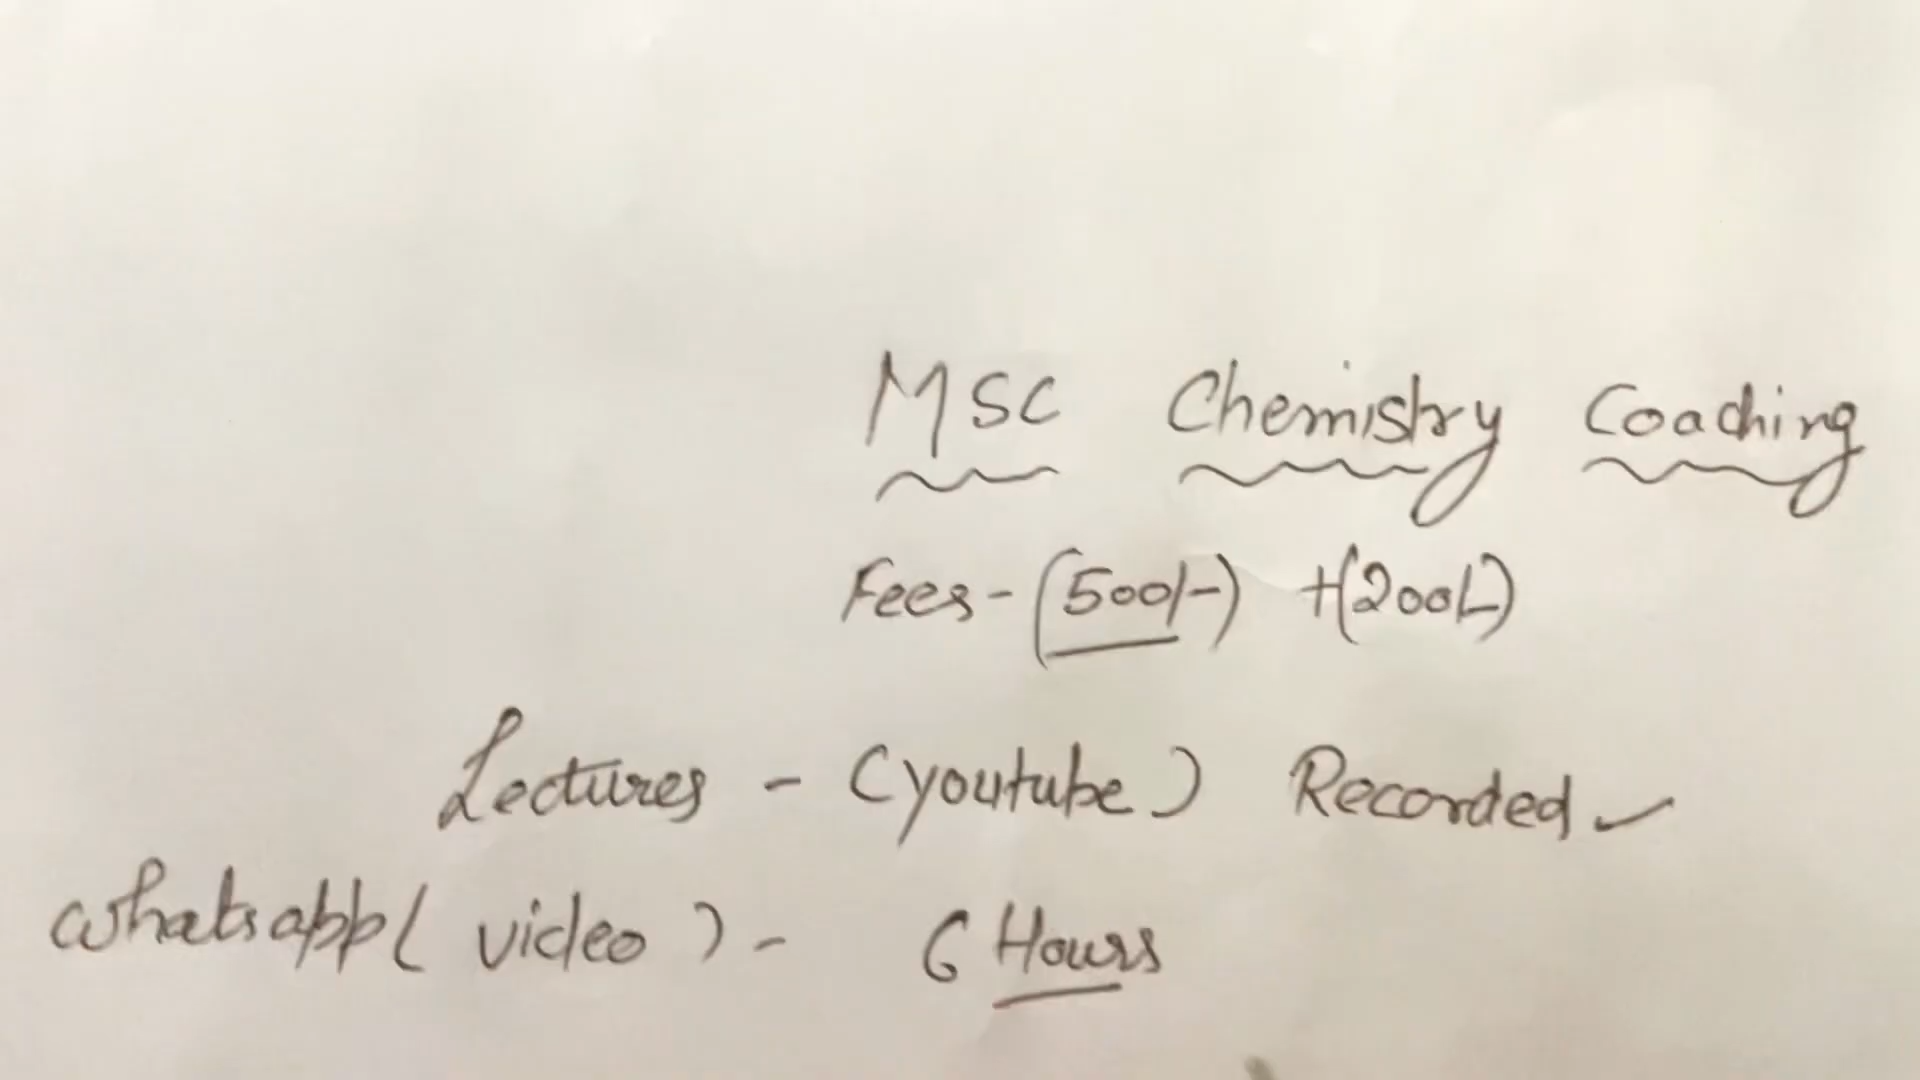 MSC Chemistry Coaching
Fees - (500/-) + (200/-)
Lectures - (youtube) Recorded ✓
whatsapp ( video ) - 6 Hours